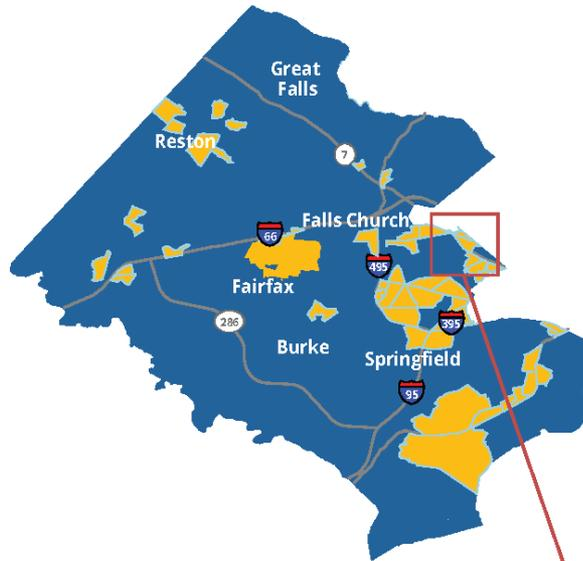 Great
Falls
Reston
7
Falls Church
66
495
Fairfax
286
395
Burke
Springfield
95